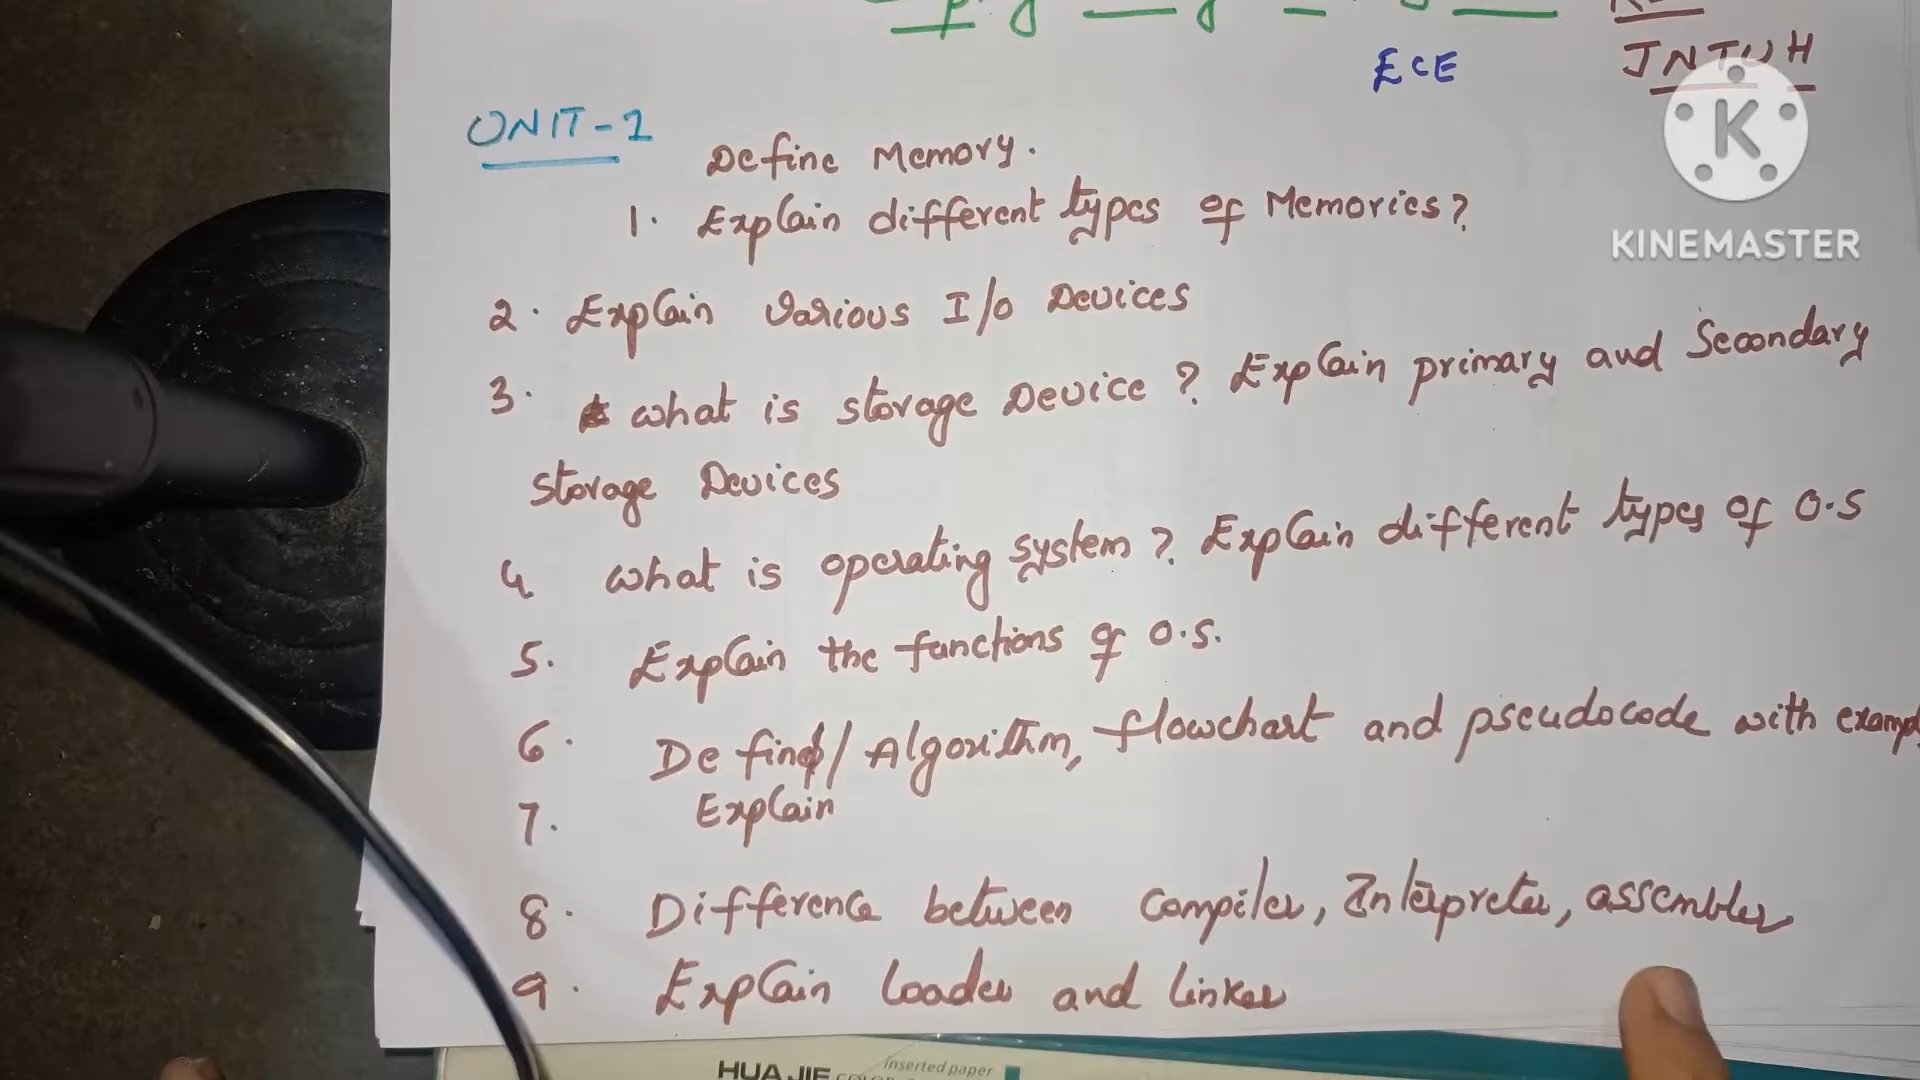 ECE
JNTUH
K
KINEMASTER
UNIT-1
Define Memory.
1. Explain different types of Memories?
2. Explain various I/o Devices
3. What is storage Device? Explain primary and Secondary
storage Devices
4 What is operating system? Explain different types of O.S
5. Explain the functions of O.S.
6. Define/ Algorithm, flowchart and pseudocode with exampl
7. Explain
8. Difference between Compiler, Interpreter, assembler
9. Explain loader and linker
HUAJIE
inserted paper